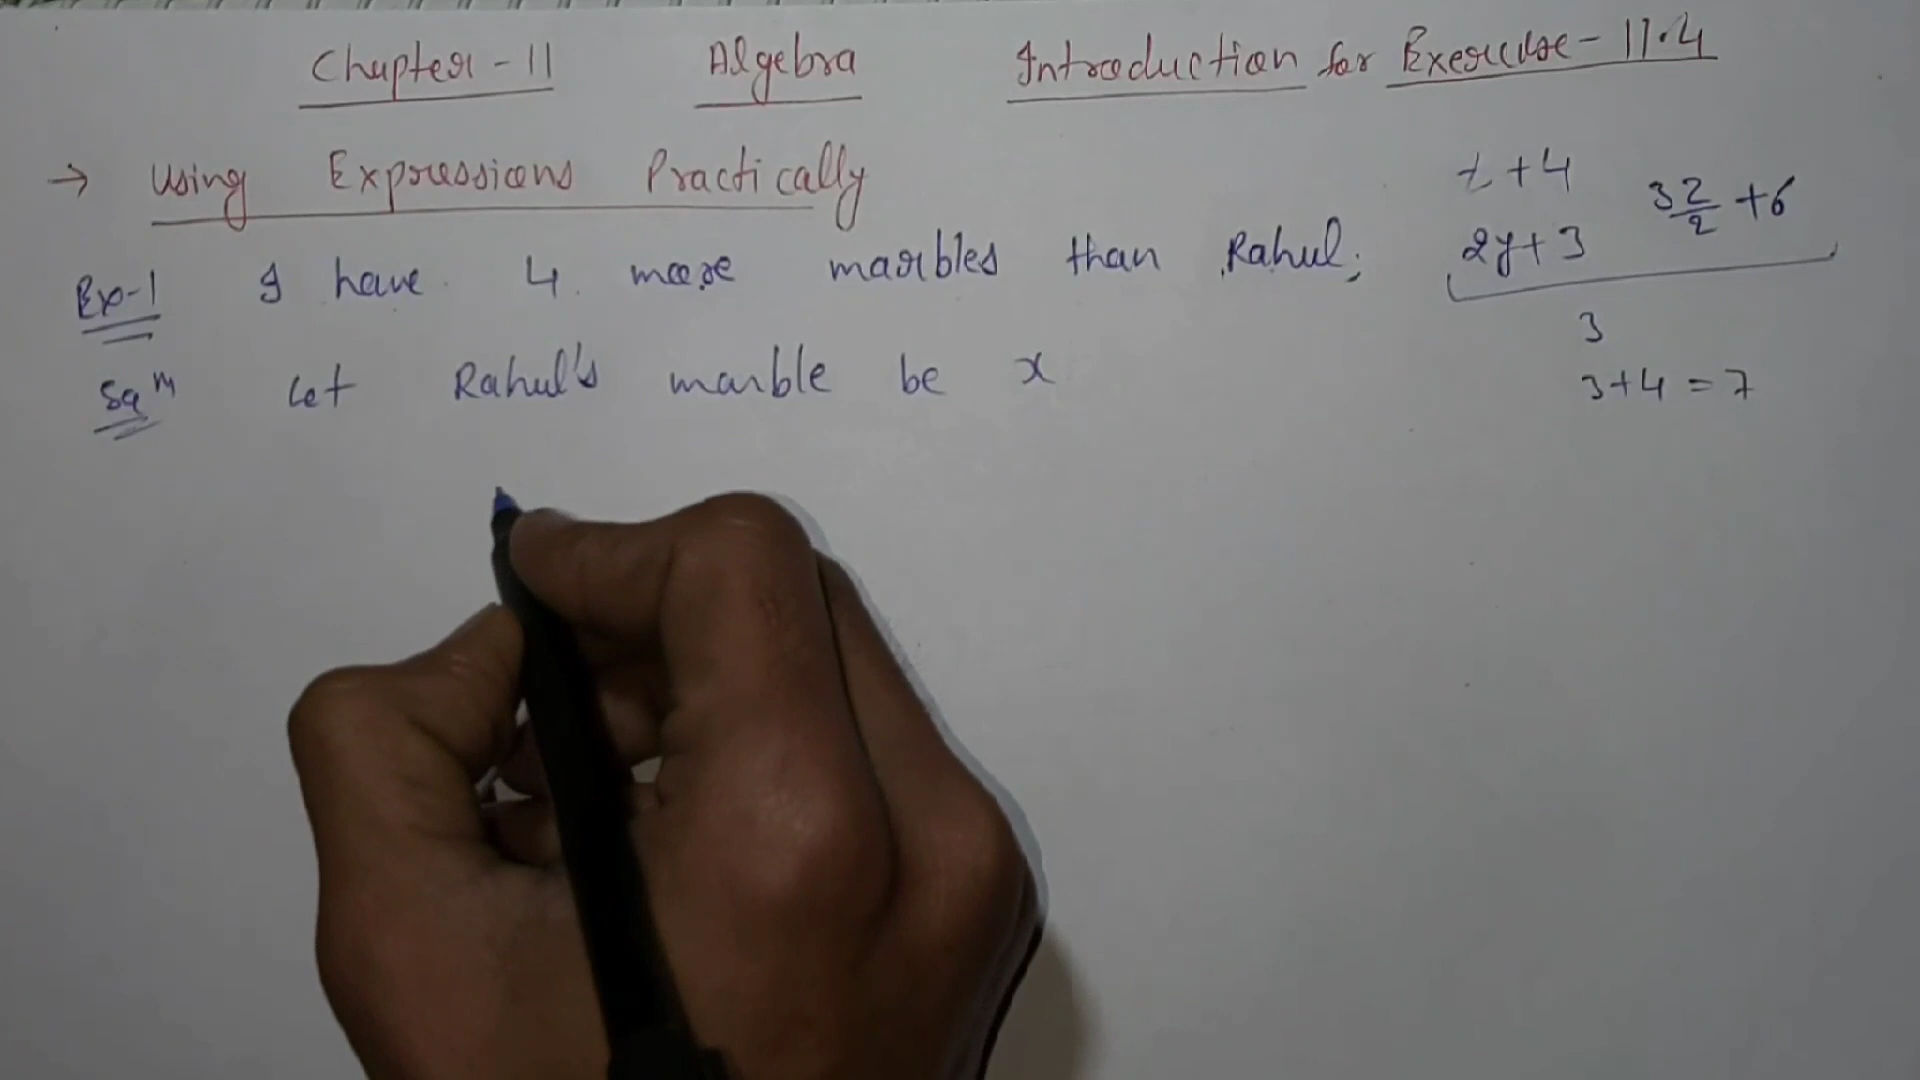 Chapter - 11 Algebra Introduction for Exercise - 11.4
→ Using Expressions Practically
Ex-1 I have 4 more marbles than Rahul.
Solⁿ Let Rahul's marble be x
x + 4
2y + 3
3z/2 + 6
3
3 + 4 = 7